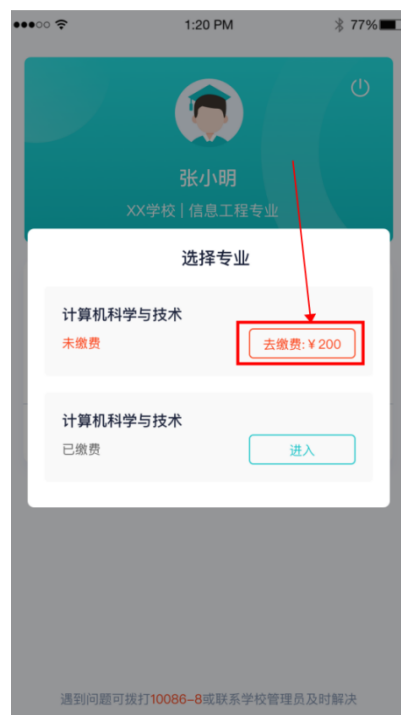 1:20 PM
77%
张小明
XX学校 | 信息工程专业
选择专业
计算机科学与技术
未缴费
去缴费:¥200
计算机科学与技术
已缴费
进入
遇到问题可拨打10086-8或联系学校管理员及时解决